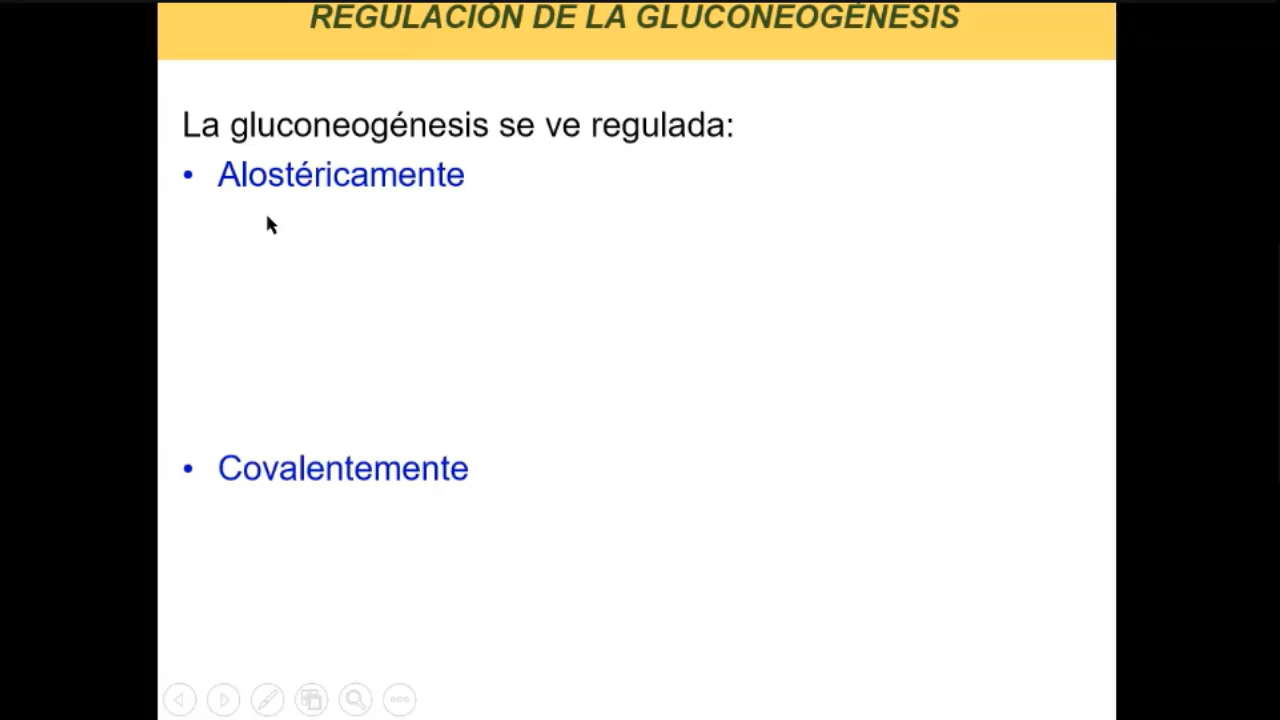 REGULACIÓN DE LA GLUCONEOGÉNESIS
La gluconeogénesis se ve regulada:
• Alostéricamente
• Covalentemente